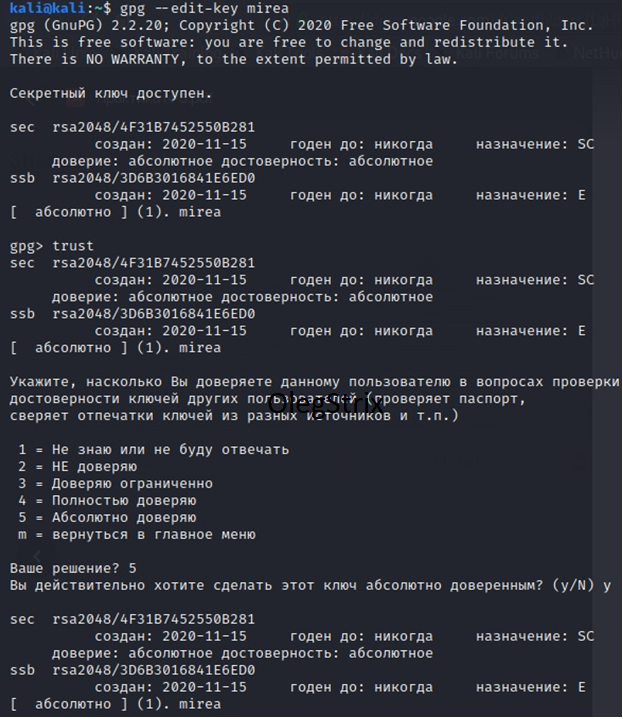 kali@kali:~$ gpg --edit-key mirea
gpg (GnuPG) 2.2.20; Copyright (C) 2020 Free Software Foundation, Inc.
This is free software: you are free to change and redistribute it.
There is NO WARRANTY, to the extent permitted by law.
Секретный ключ доступен.
sec rsa2048/4F31B7452550B281
создан: 2020-11-15 годен до: никогда назначение: SC
доверие: абсолютное достоверность: абсолютное
ssb rsa2048/3D6B3016841E6ED0
создан: 2020-11-15 годен до: никогда назначение: E
[ абсолютно ] (1). mirea
gpg> trust
sec rsa2048/4F31B7452550B281
создан: 2020-11-15 годен до: никогда назначение: SC
доверие: абсолютное достоверность: абсолютное
ssb rsa2048/3D6B3016841E6ED0
создан: 2020-11-15 годен до: никогда назначение: E
[ абсолютно ] (1). mirea
Укажите, насколько Вы доверяете данному пользователю в вопросах проверки
достоверности ключей других пользователей (проверяет паспорт,
OlegStrix
сверяет отпечатки ключей из разных источников и т.п.)
1 = Не знаю или не буду отвечать
2 = НЕ доверяю
3 = Доверяю ограниченно
4 = Полностью доверяю
5 = Абсолютно доверяю
m = вернуться в главное меню
Ваше решение? 5
Вы действительно хотите сделать этот ключ абсолютно доверенным? (y/N) y
sec rsa2048/4F31B7452550B281
создан: 2020-11-15 годен до: никогда назначение: SC
доверие: абсолютное достоверность: абсолютное
ssb rsa2048/3D6B3016841E6ED0
создан: 2020-11-15 годен до: никогда назначение: E
[ абсолютно ] (1). mirea